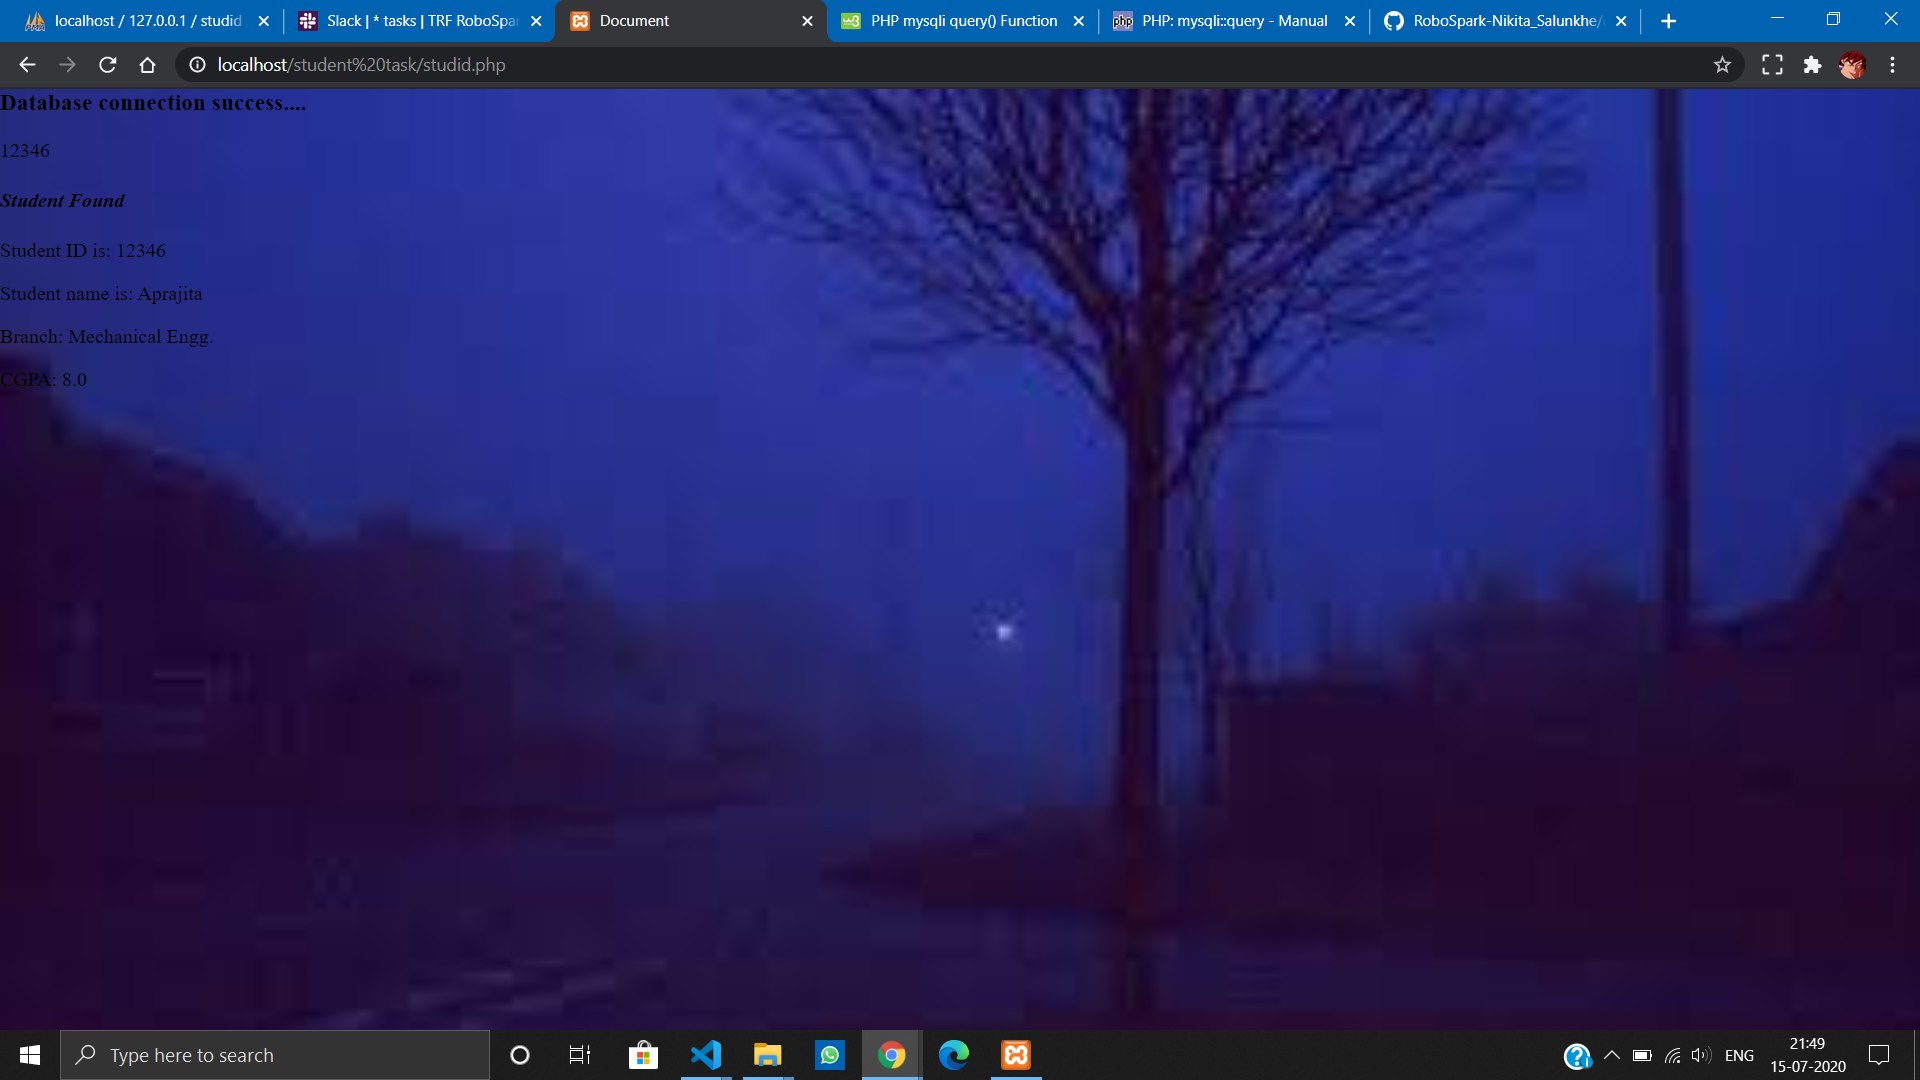 localhost / 127.0.0.1 / studid
Slack | * tasks | TRF RoboSpar
Document
PHP mysqli query() Function
PHP: mysqli::query - Manual
RoboSpark-Nikita_Salunkhe/
localhost/student%20task/studid.php
Database connection success....
12346
Student Found
Student ID is: 12346
Student name is: Aprajita
Branch: Mechanical Engg.
CGPA: 8.0
Type here to search
ENG
21:49
15-07-2020